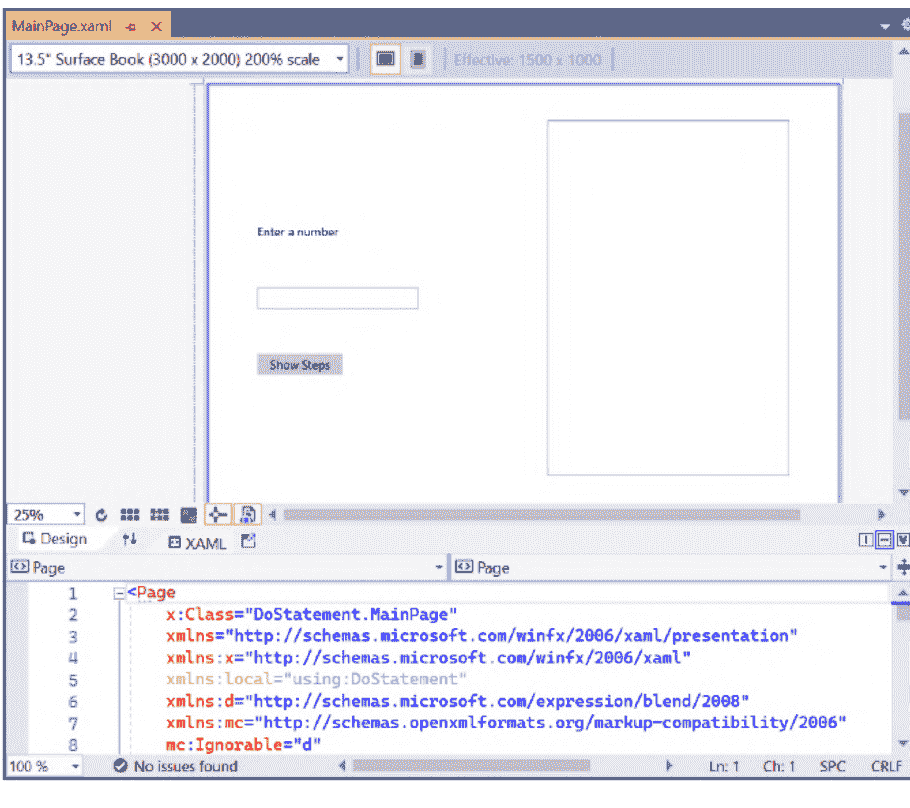 MainPage.xaml
13.5" Surface Book (3000 x 2000) 200% scale
Effective: 1500 x 1000
Enter a number
Show Steps
25%
Design
XAML
Page
Page
1 <Page
2 x:Class="DoStatement.MainPage"
3 xmlns="http://schemas.microsoft.com/winfx/2006/xaml/presentation"
4 xmlns:x="http://schemas.microsoft.com/winfx/2006/xaml"
5 xmlns:local="using:DoStatement"
6 xmlns:d="http://schemas.microsoft.com/expression/blend/2008"
7 xmlns:mc="http://schemas.openxmlformats.org/markup-compatibility/2006"
8 mc:Ignorable="d"
100 % No issues found Ln: 1 Ch: 1 SPC CRLF